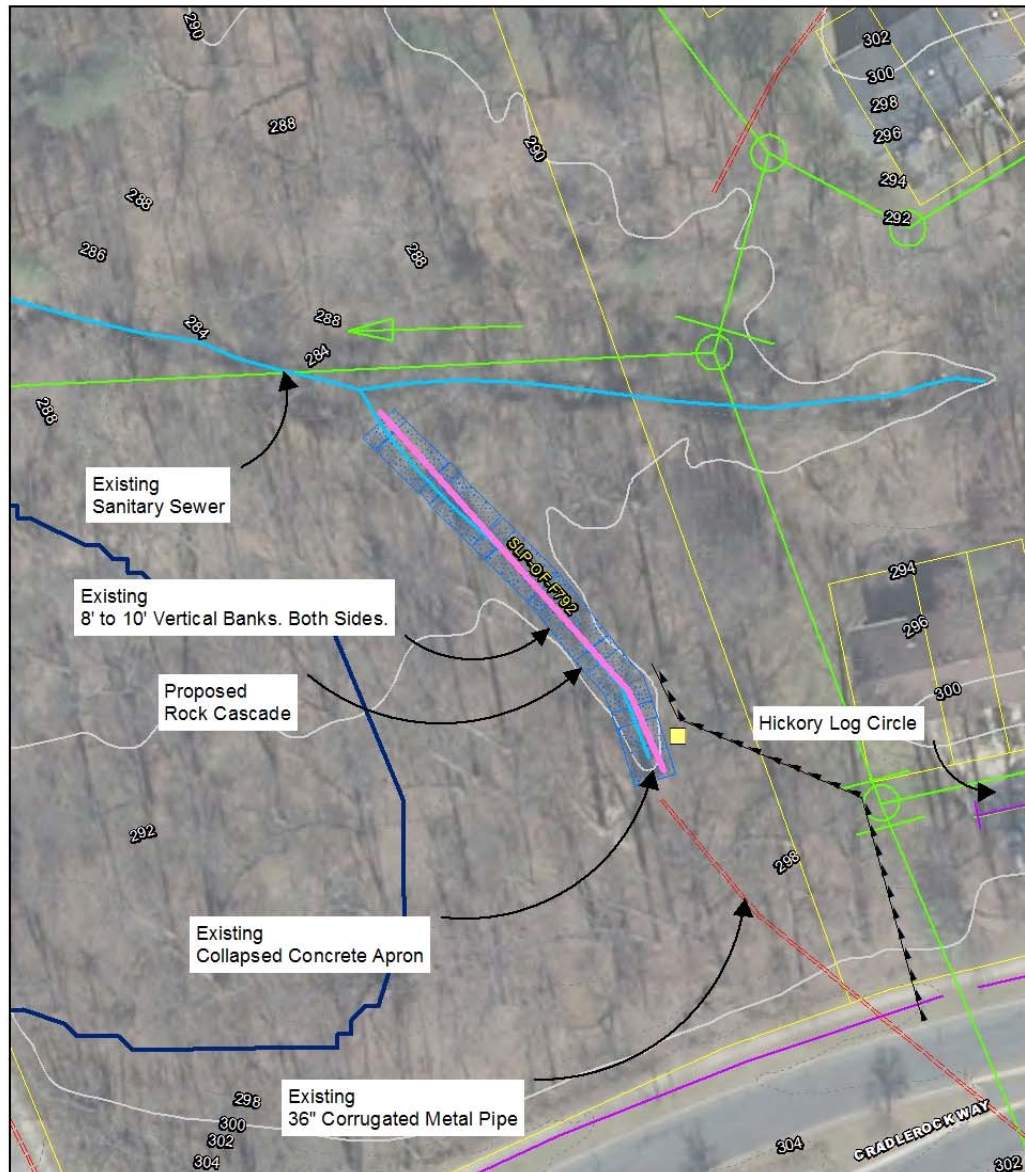 290
302
300
298
296
294
292
288
290
288
286
288
284
288
284
288
Existing
Sanitary Sewer
SLP-OF-F792
Existing
8' to 10' Vertical Banks. Both Sides.
Proposed
Rock Cascade
294
296
300
Hickory Log Circle
292
298
Existing
Collapsed Concrete Apron
Existing
36" Corrugated Metal Pipe
298
300
302
304
304
CRADLEROCK WAY
302